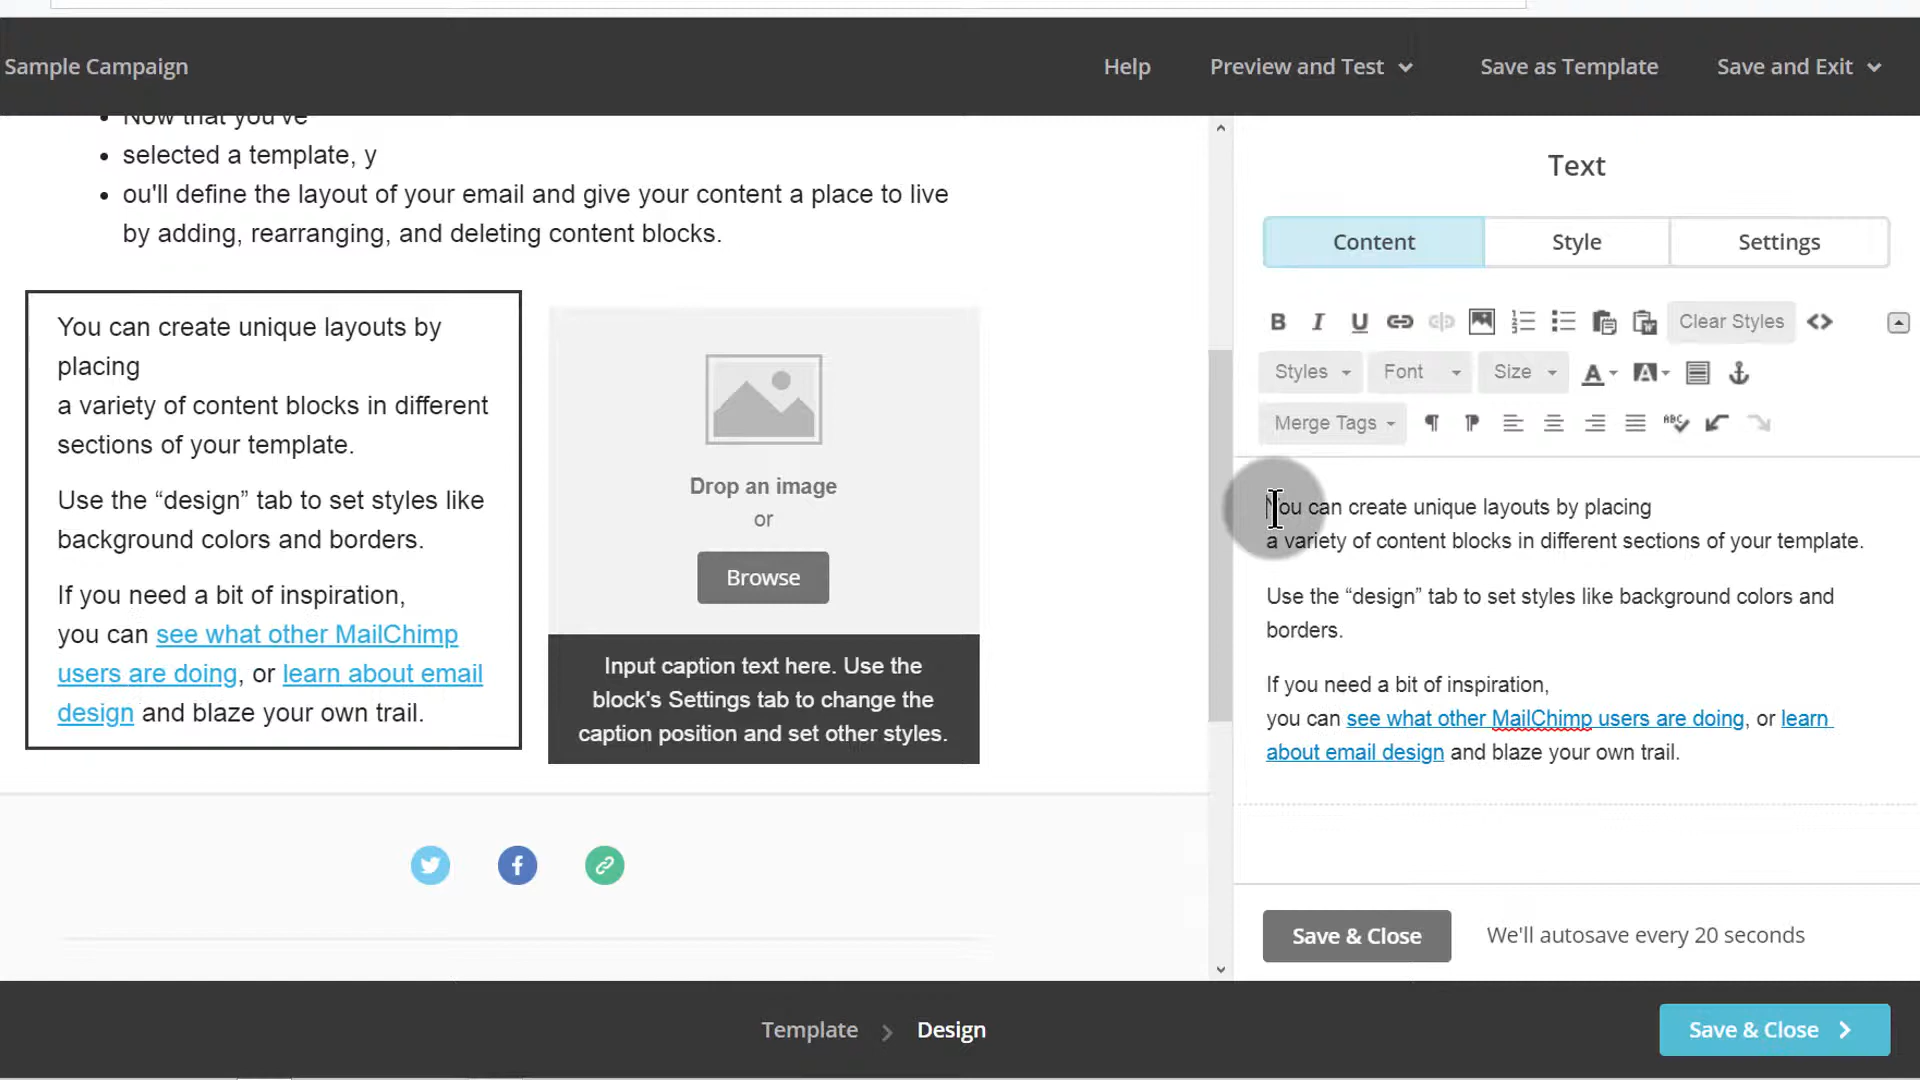 Sample Campaign
Help
Preview and Test
Save as Template
Save and Exit
Now that you've
selected a template, y
ou'll define the layout of your email and give your content a place to live
by adding, rearranging, and deleting content blocks.
You can create unique layouts by
placing
a variety of content blocks in different
sections of your template.
Use the “design” tab to set styles like
background colors and borders.
If you need a bit of inspiration,
you can see what other MailChimp
users are doing, or learn about email
design and blaze your own trail.
Drop an image
or
Browse
Input caption text here. Use the
block's Settings tab to change the
caption position and set other styles.
Text
Content
Style
Settings
B I U
Clear Styles
Styles
Font
Size
A
A
Merge Tags
ABC
You can create unique layouts by placing
a variety of content blocks in different sections of your template.
Use the “design” tab to set styles like background colors and
borders.
If you need a bit of inspiration,
you can see what other MailChimp users are doing, or learn
about email design and blaze your own trail.
Save & Close
We'll autosave every 20 seconds
Template
Design
Save & Close